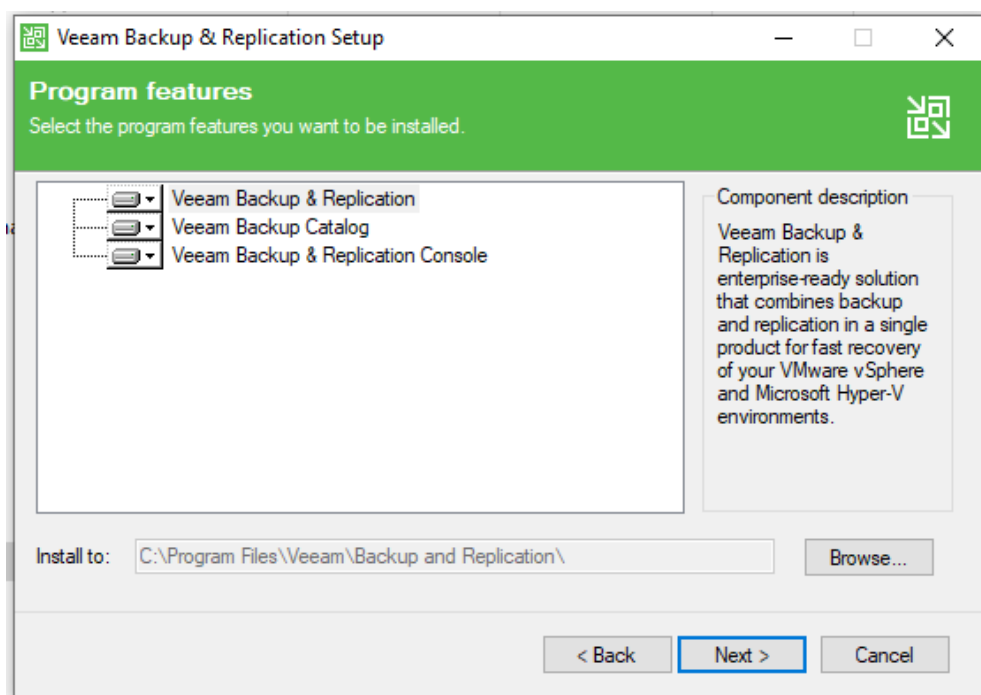 Veeam Backup & Replication Setup
Program features
Select the program features you want to be installed.
Veeam Backup & Replication
Veeam Backup Catalog
Veeam Backup & Replication Console
Component description
Veeam Backup &
Replication is
enterprise-ready solution
that combines backup
and replication in a single
product for fast recovery
of your VMware vSphere
and Microsoft Hyper-V
environments.
Install to: C:\Program Files\Veeam\Backup and Replication\ Browse...
< Back Next > Cancel